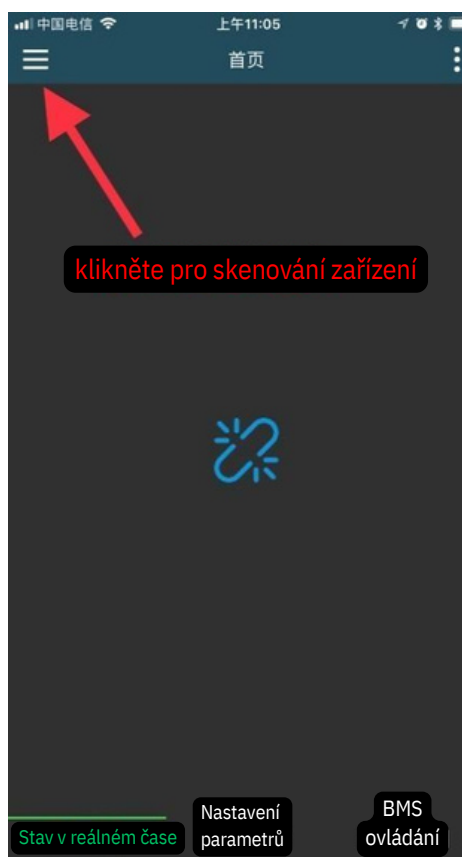 中国电信 上午11:05
首页
klikněte pro skenování zařízení
Stav v reálném čase
Nastavení
parametrů
BMS
ovládání